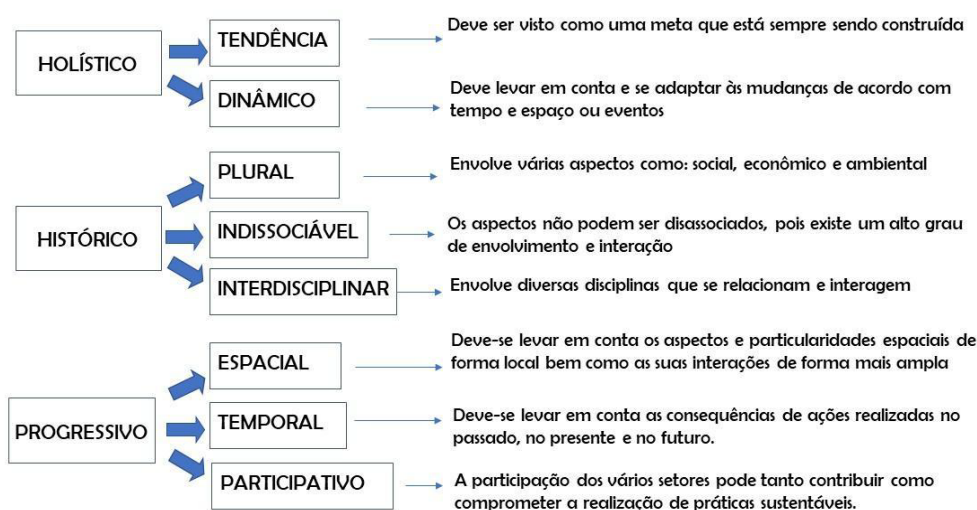 HOLÍSTICO
TENDÊNCIA
Deve ser visto como uma meta que está sempre sendo construída
DINÂMICO
Deve levar em conta e se adaptar às mudanças de acordo com
tempo e espaço ou eventos
HISTÓRICO
PLURAL
Envolve várias aspectos como: social, econômico e ambiental
INDISSOCIÁVEL
Os aspectos não podem ser disassociados, pois existe um alto grau
de envolvimento e interação
INTERDISCIPLINAR
Envolve diversas disciplinas que se relacionam e interagem
PROGRESSIVO
ESPACIAL
Deve-se levar em conta os aspectos e particularidades espaciais de
forma local bem como as suas interações de forma mais ampla
TEMPORAL
Deve-se levar em conta as consequências de ações realizadas no
passado, no presente e no futuro.
PARTICIPATIVO
A participação dos vários setores pode tanto contribuir como
comprometer a realização de práticas sustentáveis.